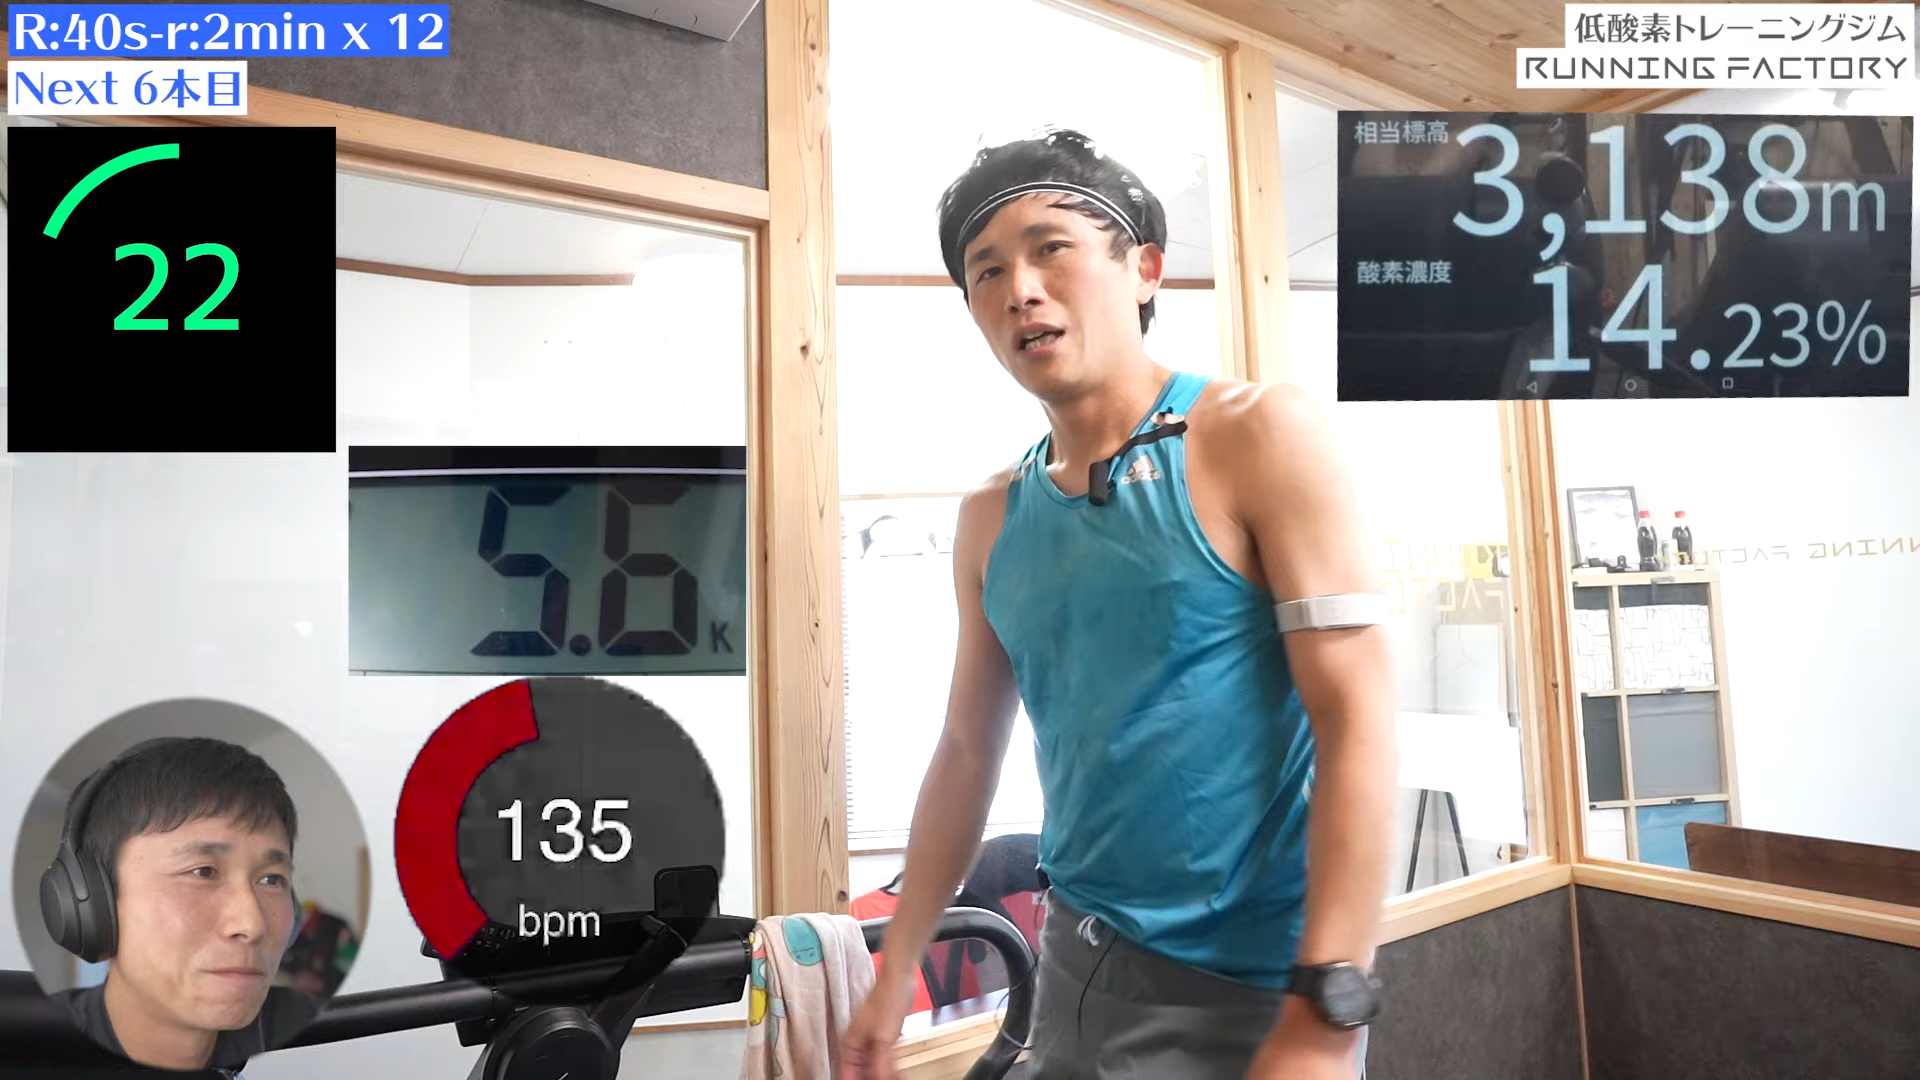 R:40s-r:2min x 12
Next 6本目
低酸素トレーニングジム
RUNNING FACTORY
22
相当標高 3,138m
酸素濃度 14.23%
5.6 K
adidas
135
bpm